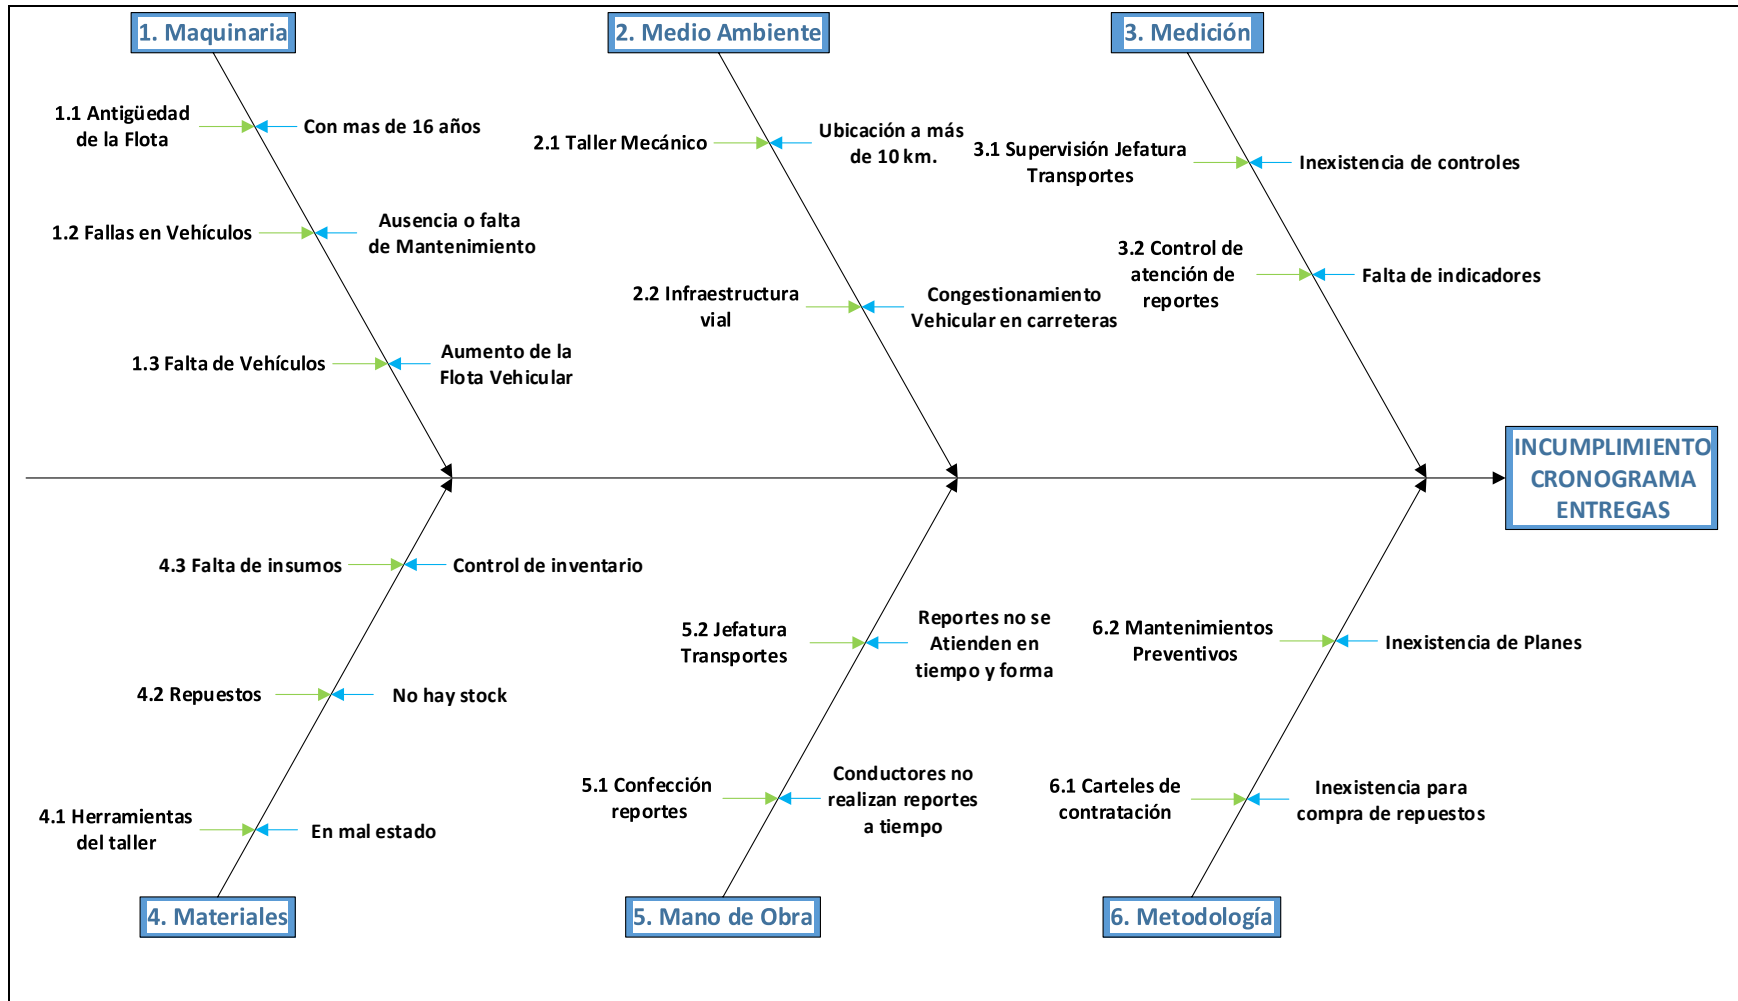 1. Maquinaria
2. Medio Ambiente
3. Medición
1.1 Antigüedad
de la Flota
Con mas de 16 años
1.2 Fallas en Vehículos
Ausencia o falta
de Mantenimiento
1.3 Falta de Vehículos
Aumento de la
Flota Vehicular
2.1 Taller Mecánico
Ubicación a más
de 10 km.
2.2 Infraestructura
vial
Congestionamiento
Vehicular en carreteras
3.1 Supervisión Jefatura
Transportes
Inexistencia de controles
3.2 Control de
atención de
reportes
Falta de indicadores
INCUMPLIMIENTO
CRONOGRAMA
ENTREGAS
4.3 Falta de insumos
Control de inventario
4.2 Repuestos
No hay stock
4.1 Herramientas
del taller
En mal estado
5.2 Jefatura
Transportes
Reportes no se
Atienden en
tiempo y forma
5.1 Confección
reportes
Conductores no
realizan reportes
a tiempo
6.2 Mantenimientos
Preventivos
Inexistencia de Planes
6.1 Carteles de
contratación
Inexistencia para
compra de repuestos
4. Materiales
5. Mano de Obra
6. Metodología